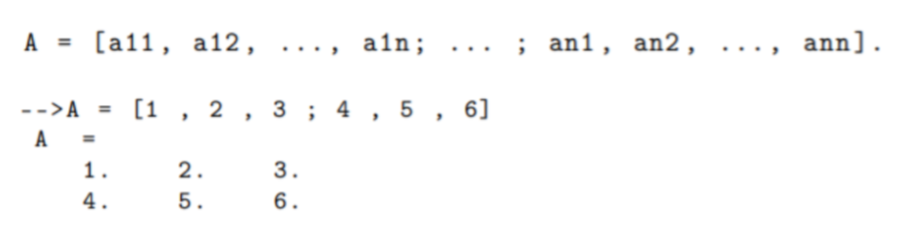 A = [a11, a12, ..., a1n; ... ; an1, an2, ..., ann].
-->A = [1 , 2 , 3 ; 4 , 5 , 6]
A =
1. 2. 3.
4. 5. 6.